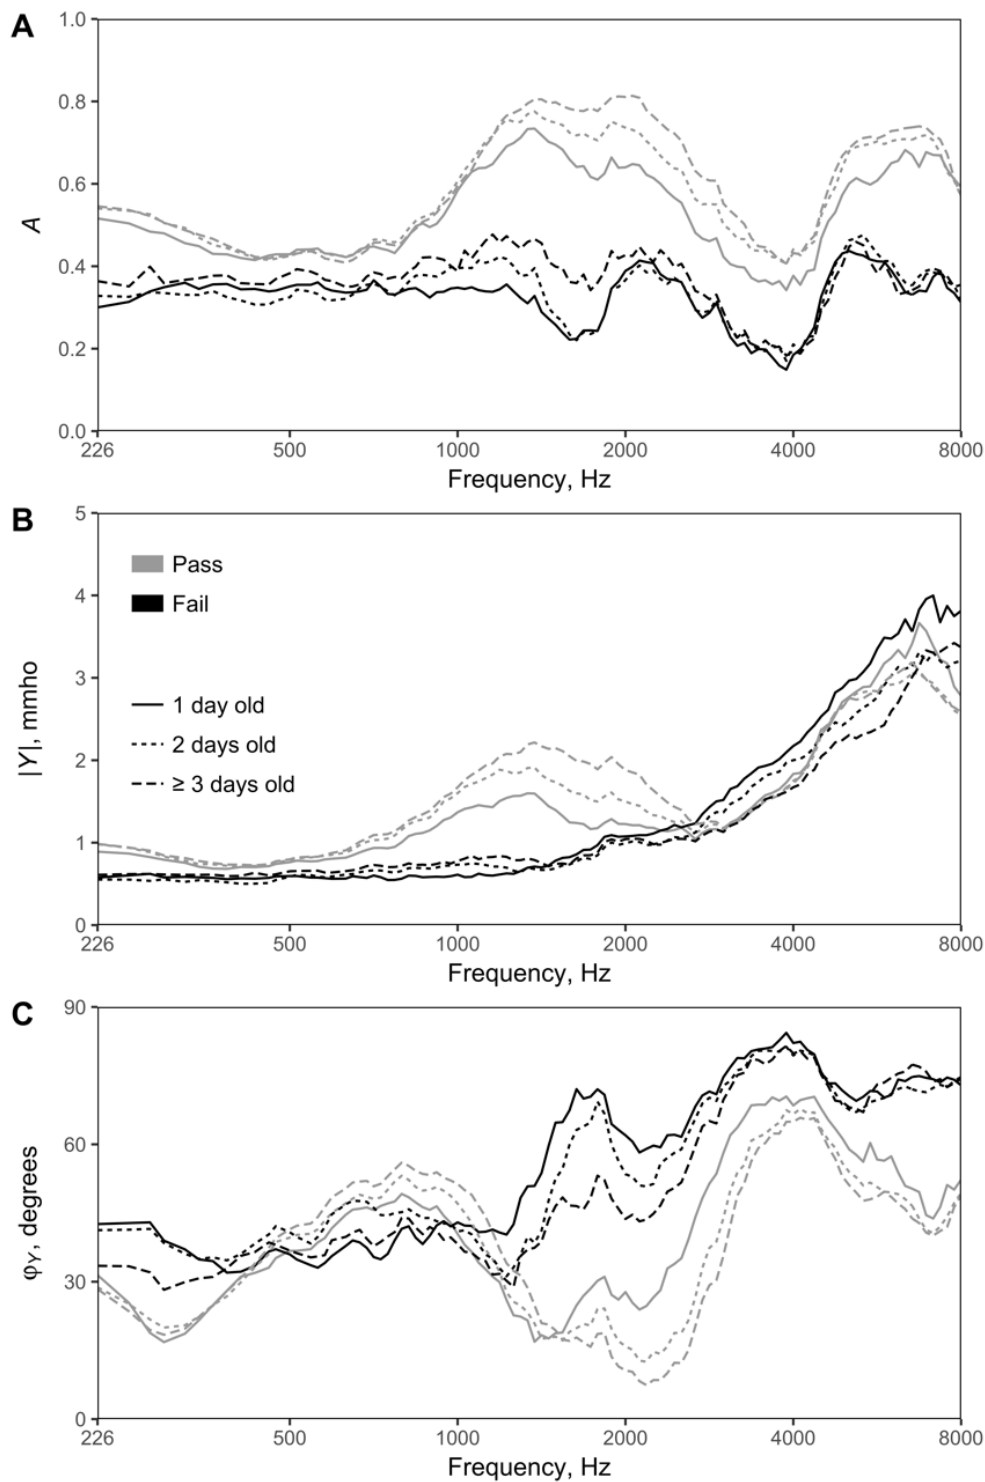 A
1.0
0.8
0.6
0.4
0.2
0.0
A
226 500 1000 2000 4000 8000
Frequency, Hz
B
5
4
3
2
1
0
|Y|, mmho
Pass
Fail
1 day old
2 days old
≥ 3 days old
226 500 1000 2000 4000 8000
Frequency, Hz
C
90
60
30
0
φY, degrees
226 500 1000 2000 4000 8000
Frequency, Hz